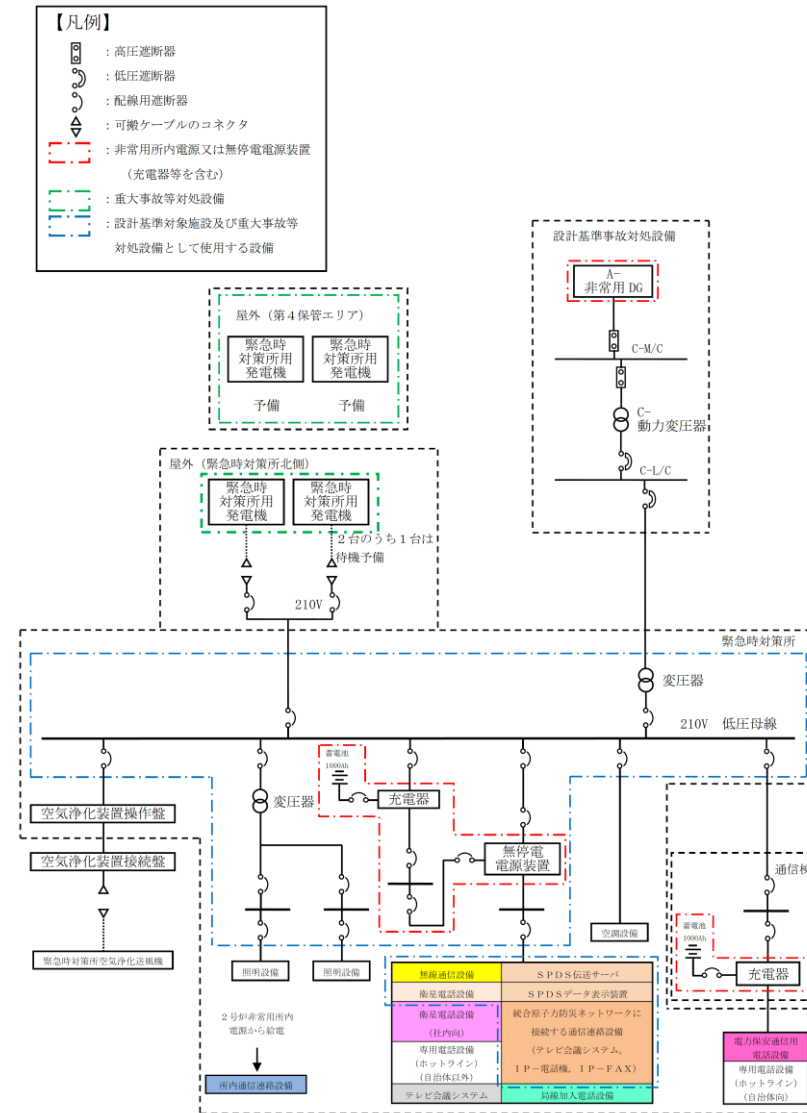 【凡例】
：高圧遮断器
：低圧遮断器
：配線用遮断器
：可搬ケーブルのコネクタ
：非常用所内電源又は無停電電源装置
（充電器等を含む）
：重大事故等対処設備
：設計基準対象施設及び重大事故等
対処設備として使用する設備
設計基準事故対処設備
A-
非常用 DG
C-M/C
C-
動力変圧器
C-L/C
屋外（第４保管エリア）
緊急時
対策所用
発電機
緊急時
対策所用
発電機
予備
予備
屋外（緊急時対策所北側）
緊急時
対策所用
発電機
緊急時
対策所用
発電機
２台のうち１台は
待機予備
210V
緊急時対策所
変圧器
210V 低圧母線
空気浄化装置操作盤
空気浄化装置接続盤
緊急時対策所空気浄化送風機
変圧器
蓄電池
1000Ah
充電器
無停電
電源装置
照明設備
照明設備
空調設備
通信棟
蓄電池
1000Ah
充電器
２号炉非常用所内
電源から給電
所内通信連絡設備
無線通信設備
衛星電話設備
衛星電話設備
（社内向）
専用電話設備
（ホットライン）
（自治体以外）
テレビ会議システム
ＳＰＤＳ伝送サーバ
ＳＰＤＳデータ表示装置
統合原子力防災ネットワークに
接続する通信連絡設備
（テレビ会議システム，
ＩＰ－電話機，ＩＰ－ＦＡＸ）
局線加入電話設備
電力保安通信用
電話設備
専用電話設備
（ホットライン）
（自治体向）